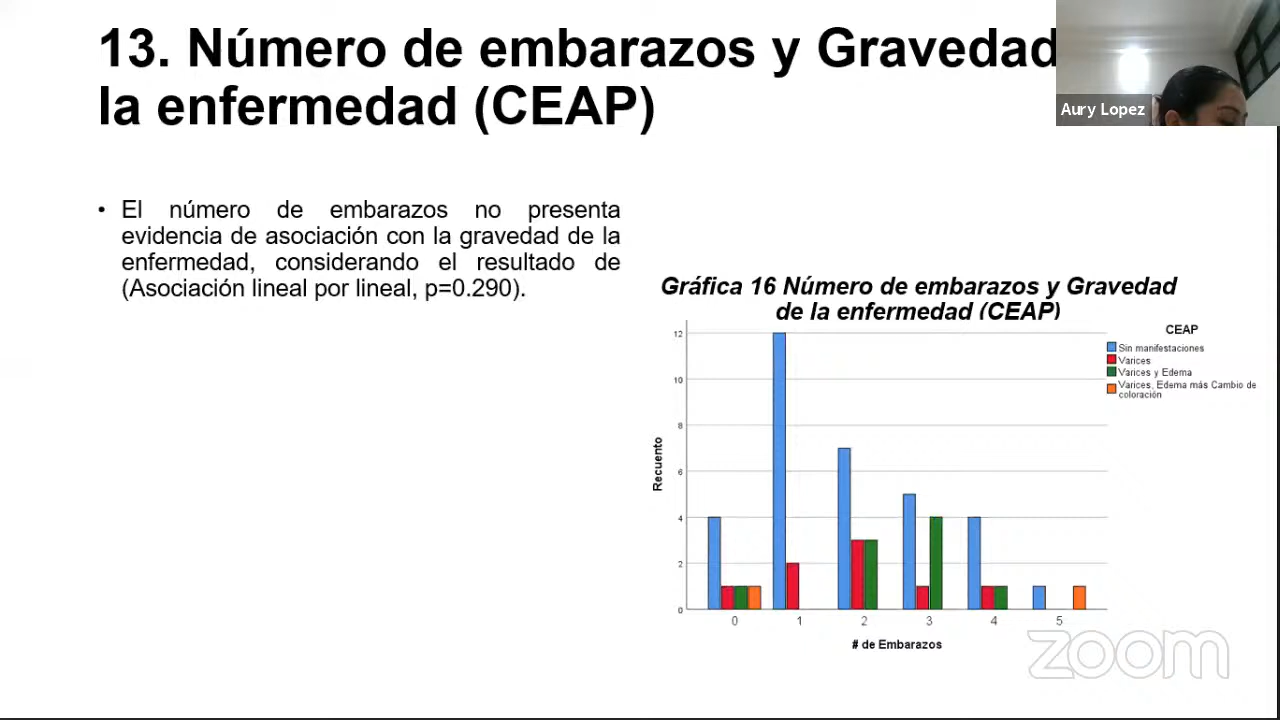 13. Número de embarazos y Gravedad
la enfermedad (CEAP)
Aury Lopez
• El número de embarazos no presenta
evidencia de asociación con la gravedad de la
enfermedad, considerando el resultado de
(Asociación lineal por lineal, p=0.290).
Gráfica 16 Número de embarazos y Gravedad
de la enfermedad (CEAP)
CEAP
Sin manifestaciones
Varices
Varices y Edema
Varices, Edema más Cambio de
coloración
Recuento
12
10
8
6
4
2
0
0 1 2 3 4 5
# de Embarazos
zoom